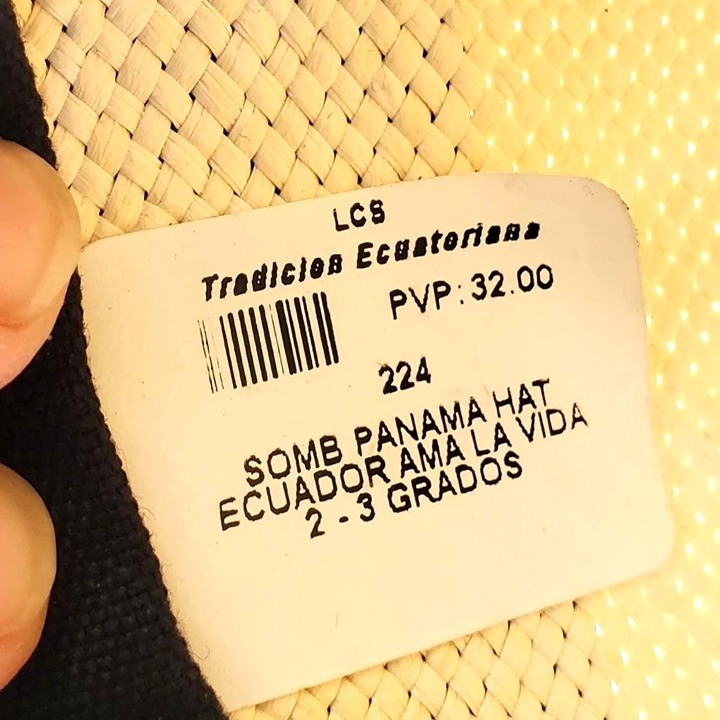 LCS
Tradicion Ecuatoriana
PVP: 32.00
224
SOMB PANAMA HAT
ECUADOR AMA LA VIDA
2 - 3 GRADOS